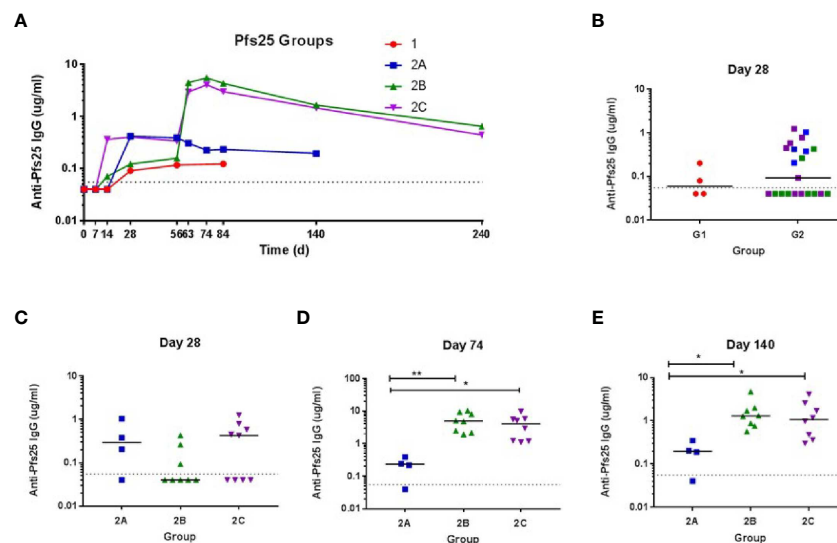 A
Pfs25 Groups
1
2A
2B
2C
Anti-Pfs25 IgG (ug/ml)
10
1
0.1
0.01
0 7 14 28 5663 74 84 140 240
Time (d)
B
Day 28
Anti-Pfs25 IgG (ug/ml)
10
1
0.1
0.01
G1 G2
Group
C
Day 28
Anti-Pfs25 IgG (ug/ml)
10
1
0.1
0.01
2A 2B 2C
Group
D
Day 74
** 
*
Anti-Pfs25 IgG (ug/ml)
100
10
1
0.1
0.01
2A 2B 2C
Group
E
Day 140
*
*
Anti-Pfs25 IgG (ug/ml)
10
1
0.1
0.01
2A 2B 2C
Group